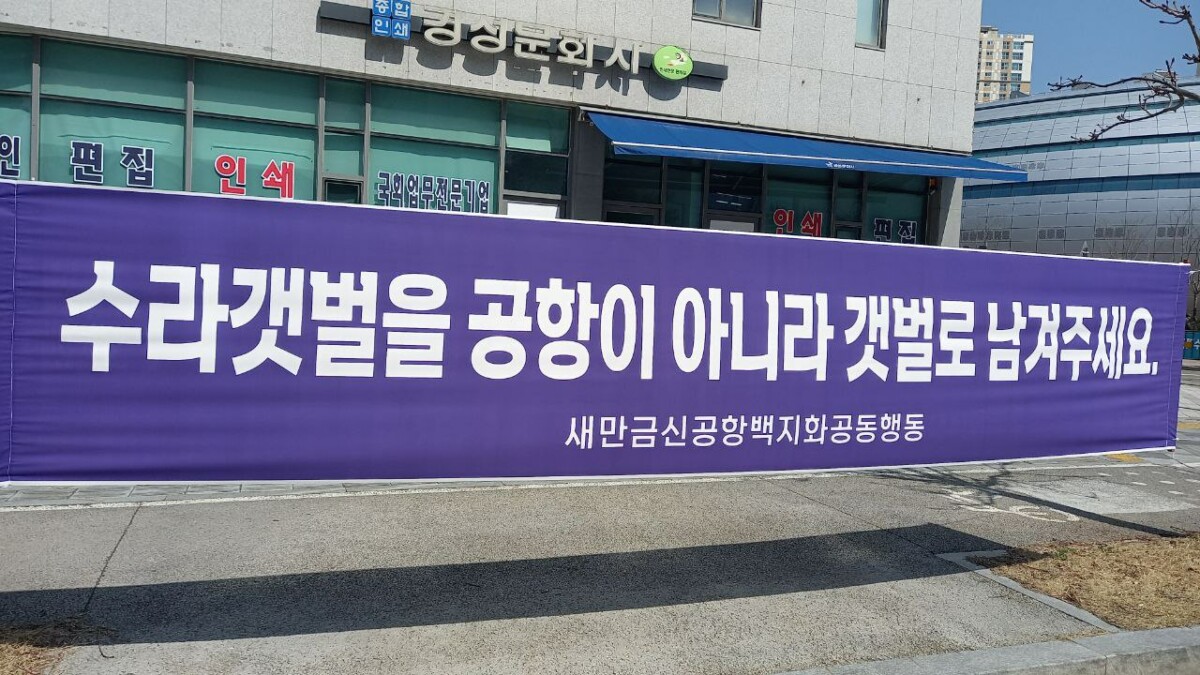 종합
인쇄
경성문화사
인
편집
인쇄
국회업무전문기업
인쇄
편집
수라갯벌을 공항이 아니라 갯벌로 남겨주세요.
새만금신공항백지화공동행동